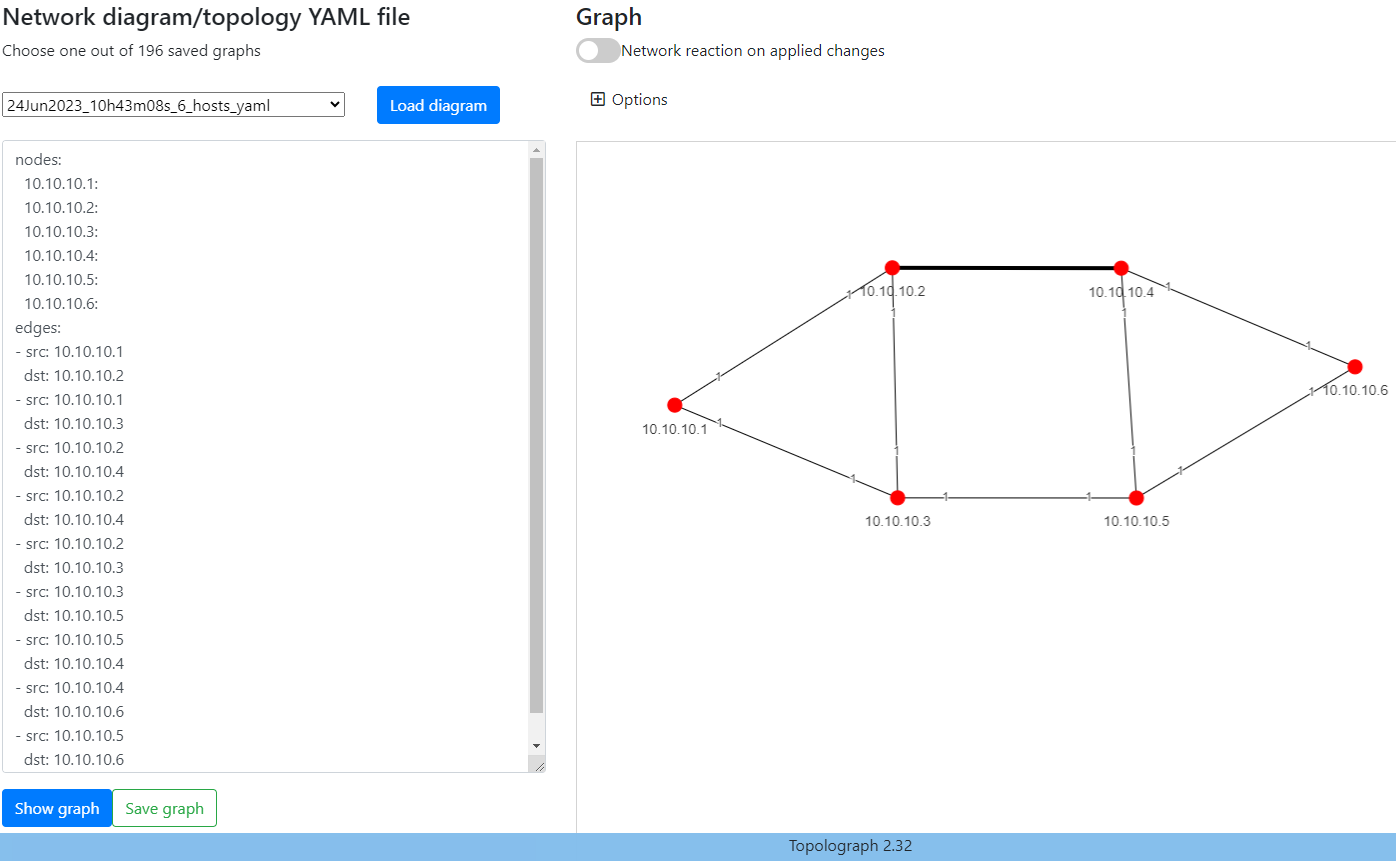 Network diagram/topology YAML file
Choose one out of 196 saved graphs
24Jun2023_10h43m08s_6_hosts_yaml
Load diagram
nodes:
10.10.10.1:
10.10.10.2:
10.10.10.3:
10.10.10.4:
10.10.10.5:
10.10.10.6:
edges:
- src: 10.10.10.1
dst: 10.10.10.2
- src: 10.10.10.1
dst: 10.10.10.3
- src: 10.10.10.2
dst: 10.10.10.4
- src: 10.10.10.2
dst: 10.10.10.4
- src: 10.10.10.2
dst: 10.10.10.3
- src: 10.10.10.3
dst: 10.10.10.5
- src: 10.10.10.5
dst: 10.10.10.4
- src: 10.10.10.4
dst: 10.10.10.6
- src: 10.10.10.5
dst: 10.10.10.6
Show graph
Save graph
Graph
Network reaction on applied changes
Options
1
10.10.10.2
10.10.10.4
1
1
1
1
1
1
10.10.10.6
10.10.10.1
1
1
1
1
1
1
1
1
10.10.10.3
10.10.10.5
Topolograph 2.32